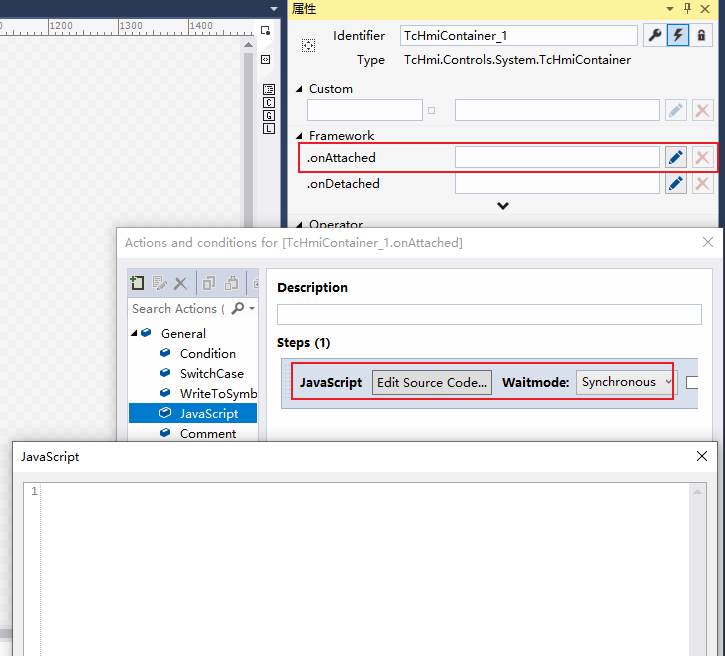 属性
1200 1300 1400
Identifier TcHmiContainer_1
Type TcHmi.Controls.System.TcHmiContainer
Custom
Framework
.onAttached
.onDetached
Operator
C
G
L
Actions and conditions for [TcHmiContainer_1.onAttached]
Search Actions (
General
Condition
SwitchCase
WriteToSymb
JavaScript
Comment
Description
Steps (1)
JavaScript Edit Source Code... Waitmode: Synchronous
JavaScript
1